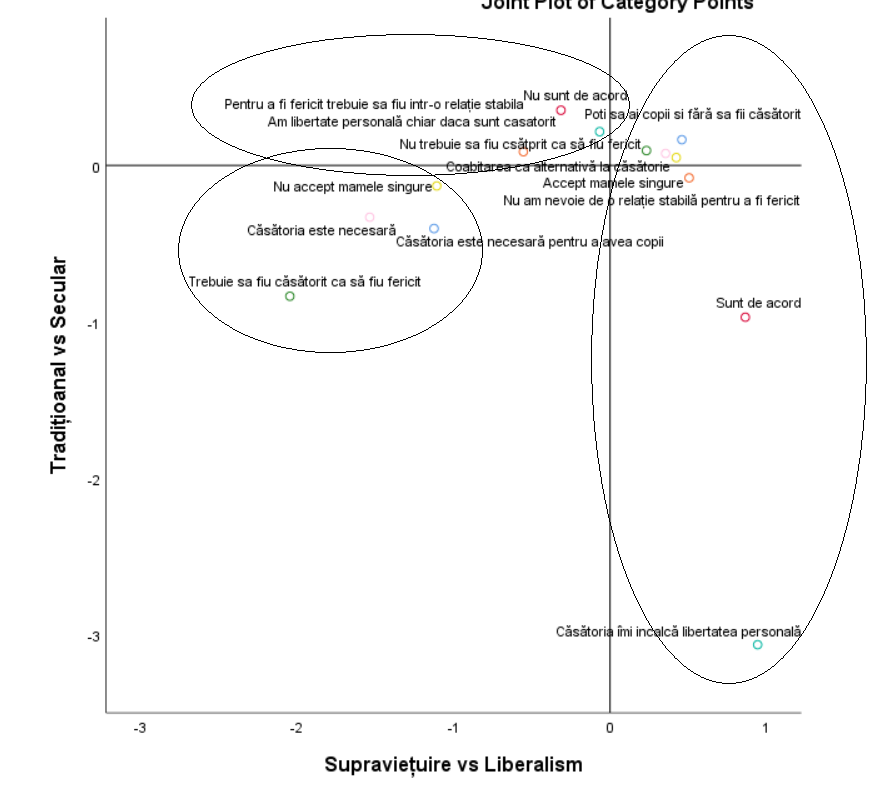 Joint Plot of Category Points
Nu sunt de acord
Pentru a fi fericit trebuie sa fiu intr-o relație stabila
Poti sa ai copii si fără sa fii căsătorit
Am libertate personală chiar daca sunt casatorit
Nu trebuie sa fiu csătprit ca să fiu fericit
0
Coabitarea ca alternativă la căsătorie
Accept mamele singure
Nu accept mamele singure
Nu am nevoie de o relație stabilă pentru a fi fericit
Căsătoria este necesară
Căsătoria este necesară pentru a avea copii
Trebuie sa fiu căsătorit ca să fiu fericit
Sunt de acord
-1
Tradițioanal vs Secular
-2
Căsătoria îmi incalcă libertatea personală
-3
-3 -2 -1 0 1
Supraviețuire vs Liberalism